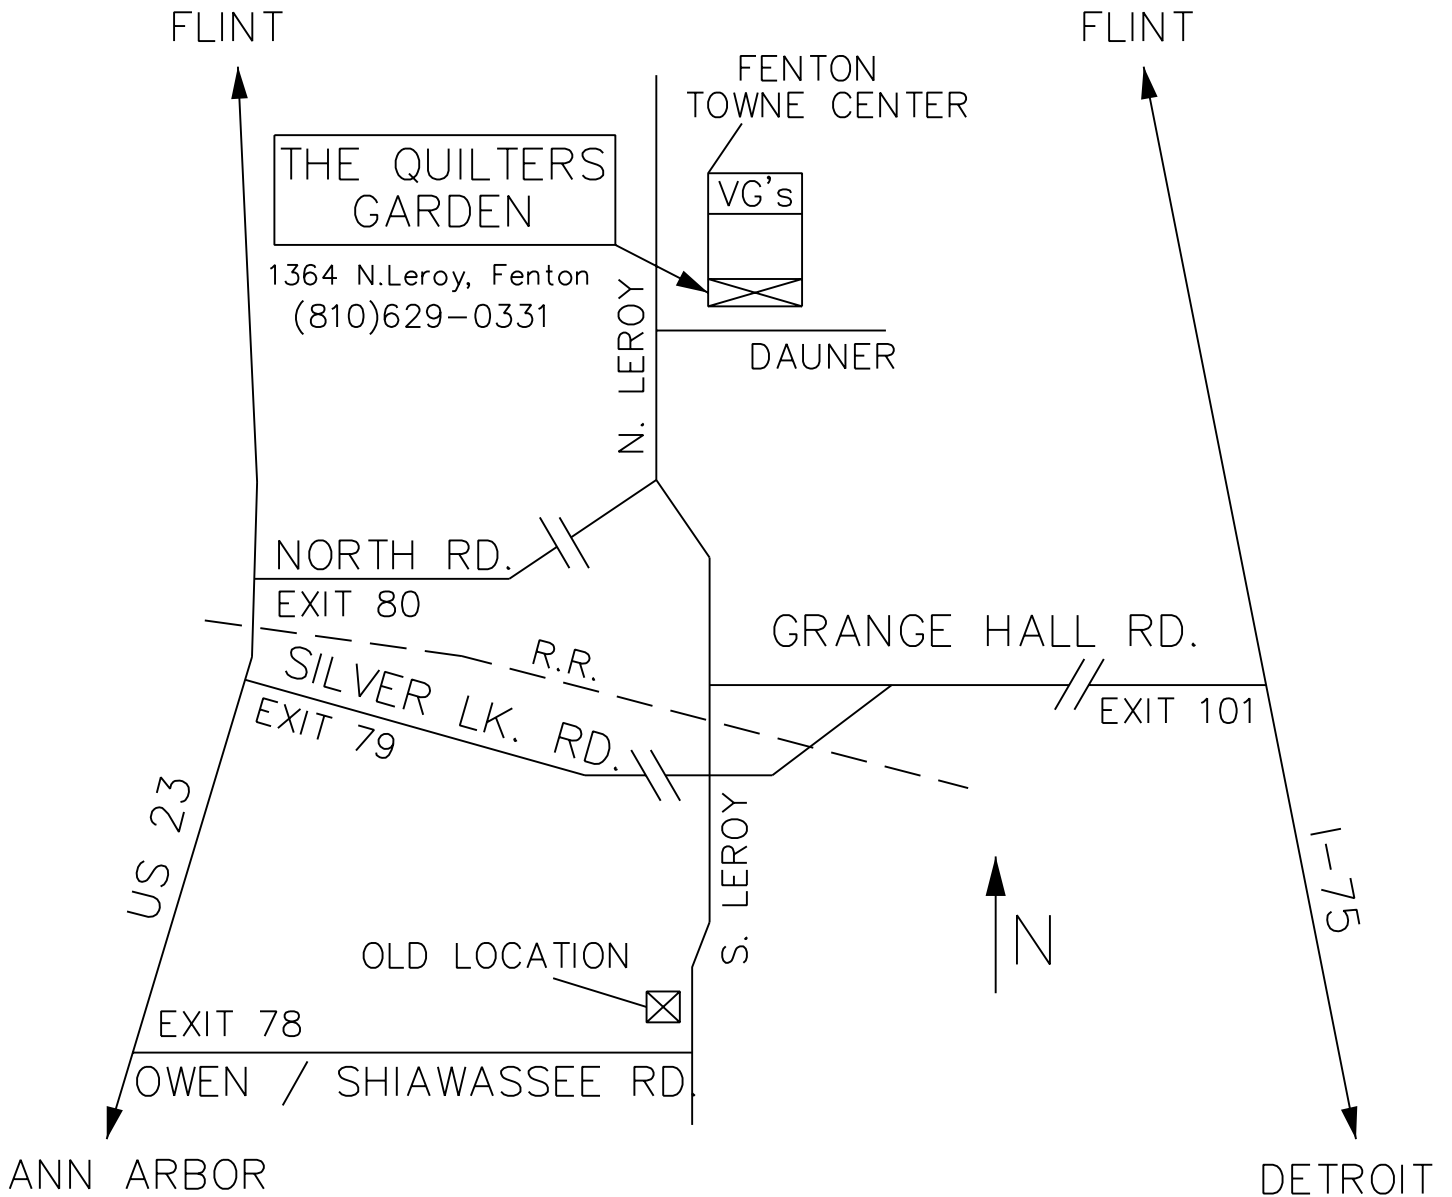 FLINT
FLINT
FENTON
TOWNE CENTER
THE QUILTERS
GARDEN
VG's
1364 N.Leroy, Fenton
(810)629-0331
N. LEROY
DAUNER
NORTH RD.
EXIT 80
R.R.
GRANGE HALL RD.
EXIT 101
SILVER LK. RD.
EXIT 79
US 23
S. LEROY
I-75
N
OLD LOCATION
EXIT 78
OWEN / SHIAWASSEE RD.
ANN ARBOR
DETROIT